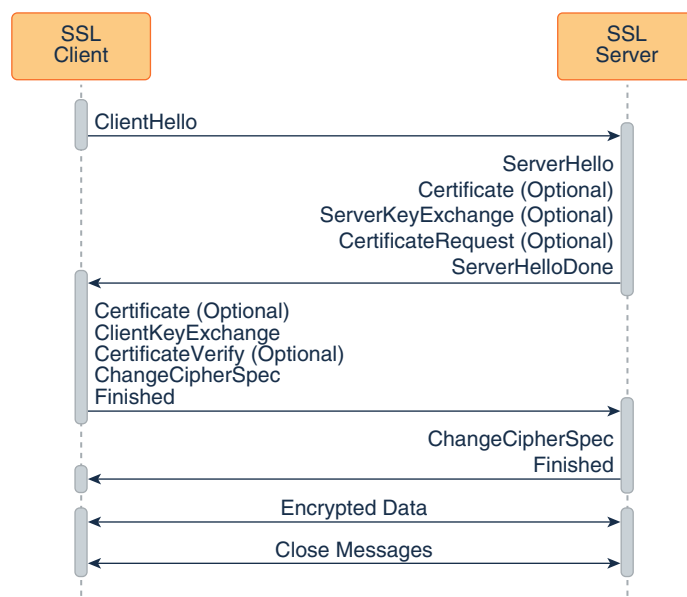 SSL
Client
SSL
Server
ClientHello
ServerHello
Certificate (Optional)
ServerKeyExchange (Optional)
CertificateRequest (Optional)
ServerHelloDone
Certificate (Optional)
ClientKeyExchange
CertificateVerify (Optional)
ChangeCipherSpec
Finished
ChangeCipherSpec
Finished
Encrypted Data
Close Messages